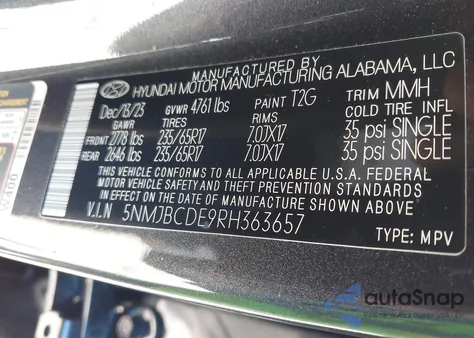 MANUFACTURED BY
HYUNDAI MOTOR MANUFACTURING ALABAMA, LLC
Dec/13/23 GVWR 4761 lbs PAINT T2G TRIM MMH
GAWR TIRES RIMS COLD TIRE INFL
FRONT 2778 lbs 235/65R17 7.0JX17 35 psi SINGLE
REAR 2646 lbs 235/65R17 7.0JX17 35 psi SINGLE
THIS VEHICLE CONFORMS TO ALL APPLICABLE U.S.A. FEDERAL
MOTOR VEHICLE SAFETY AND THEFT PREVENTION STANDARDS
IN EFFECT ON THE DATE OF MANUFACTURE SHOWN ABOVE
V.I.N 5NMJBCDE9RH363657
TYPE: MPV
autoSnap